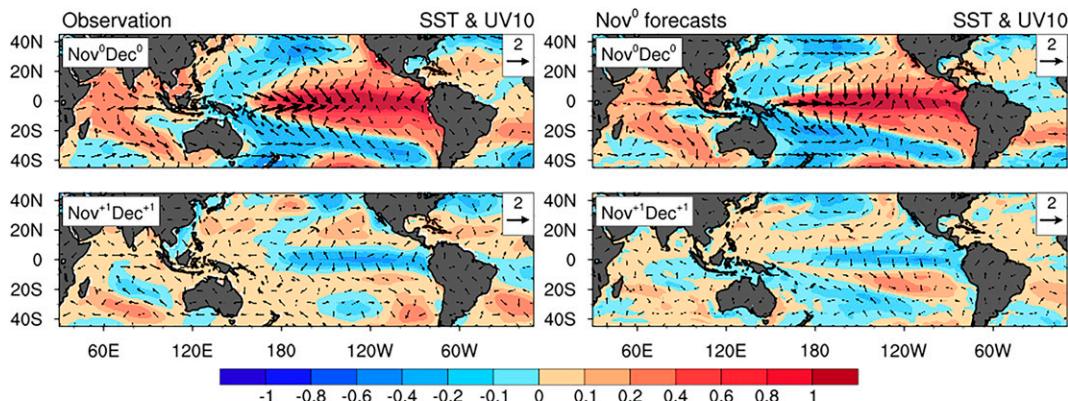 Observation SST & UV10
Nov⁰ forecasts SST & UV10
40N Nov⁰Dec⁰ 2
20N
0
20S
40S
40N Nov⁰Dec⁰ 2
20N
0
20S
40S
40N Nov⁺¹Dec⁺¹ 2
20N
0
20S
40S
60E 120E 180 120W 60W
40N Nov⁺¹Dec⁺¹ 2
20N
0
20S
40S
60E 120E 180 120W 60W
-1 -0.8 -0.6 -0.4 -0.2 -0.1 0 0.1 0.2 0.4 0.6 0.8 1